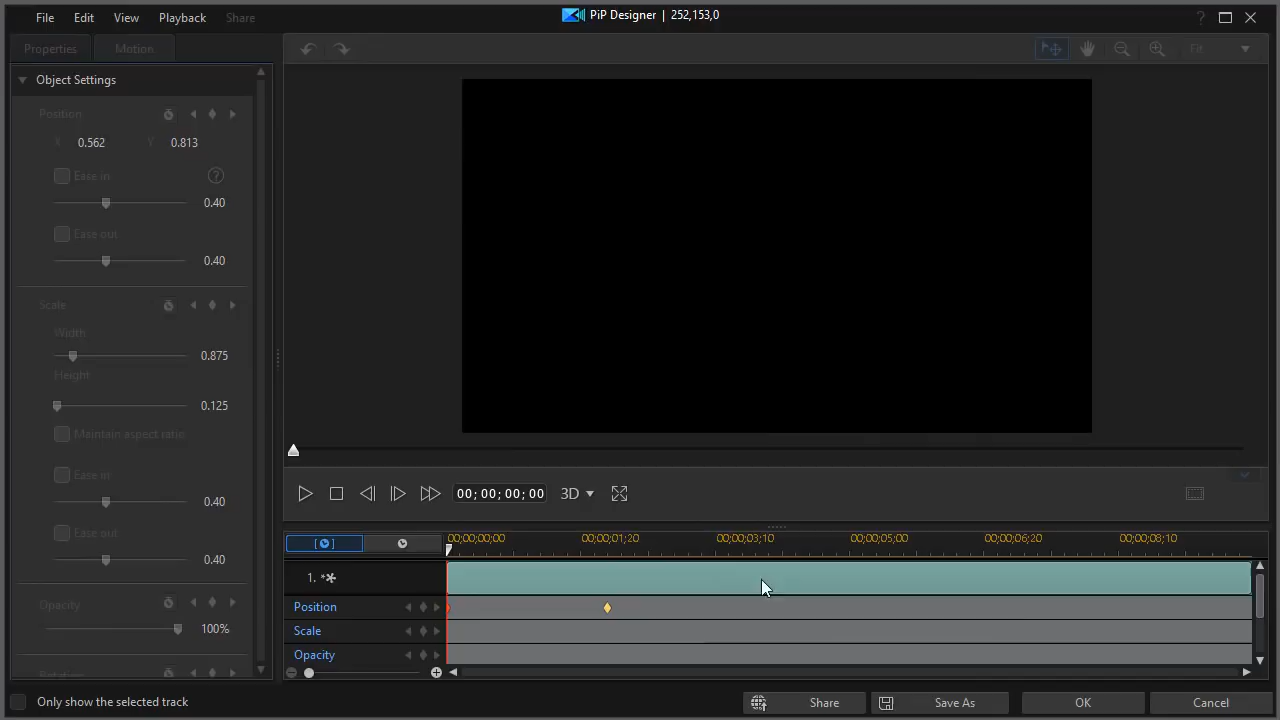 File Edit View Playback Share
PiP Designer | 252,153,0
?
Properties Motion
Fit
Object Settings
Position
X 0.562 Y 0.813
Ease in ?
0.40
Ease out
0.40
Scale
Width
0.875
Height
0.125
Maintain aspect ratio
Ease in
0.40
Ease out
0.40
Opacity
100%
Rotation
00; 00; 00; 00 3D
00;00;00;00 00;00;01;20 00;00;03;10 00;00;05;00 00;00;06;20 00;00;08;10
1. **
Position
Scale
Opacity
Only show the selected track
Share Save As OK Cancel